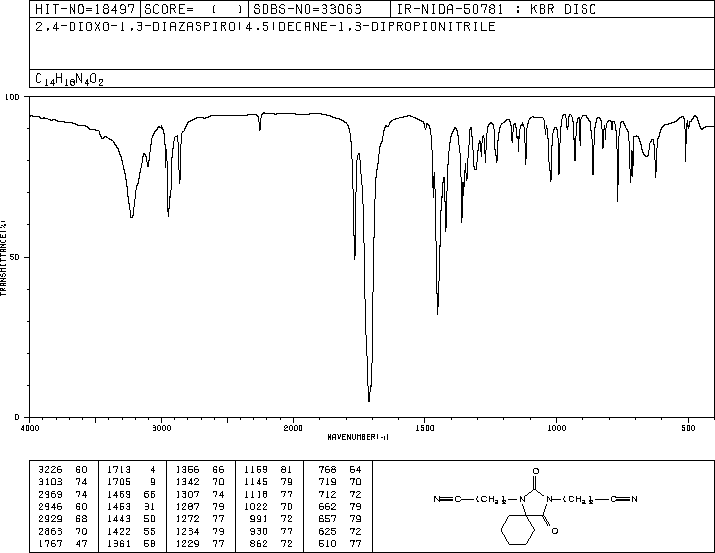 HIT-NO=18497 SCORE= ( ) SDBS-NO=33063 IR-NIDA-50781 : KBR DISC
2,4-DIOXO-1,3-DIAZASPIRO(4.5)DECANE-1,3-DIPROPIONITRILE
C14H18N4O2
100
50
0
TRANSMITTANCE(%)
4000 3000 2000 1500 1000 500
WAVENUMBER(-1)
3226 60 1713 4 1356 66 1159 81 768 64
3103 74 1705 9 1342 70 1145 79 719 70
2969 74 1469 66 1307 74 1118 77 712 72
2946 60 1453 31 1287 79 1022 70 662 79
2929 68 1443 50 1272 77 991 72 657 79
2863 70 1422 55 1234 79 930 77 625 72
1767 47 1361 58 1229 77 862 72 510 77
O
N≡C (CH2)2 N N (CH2)2 C≡N
O